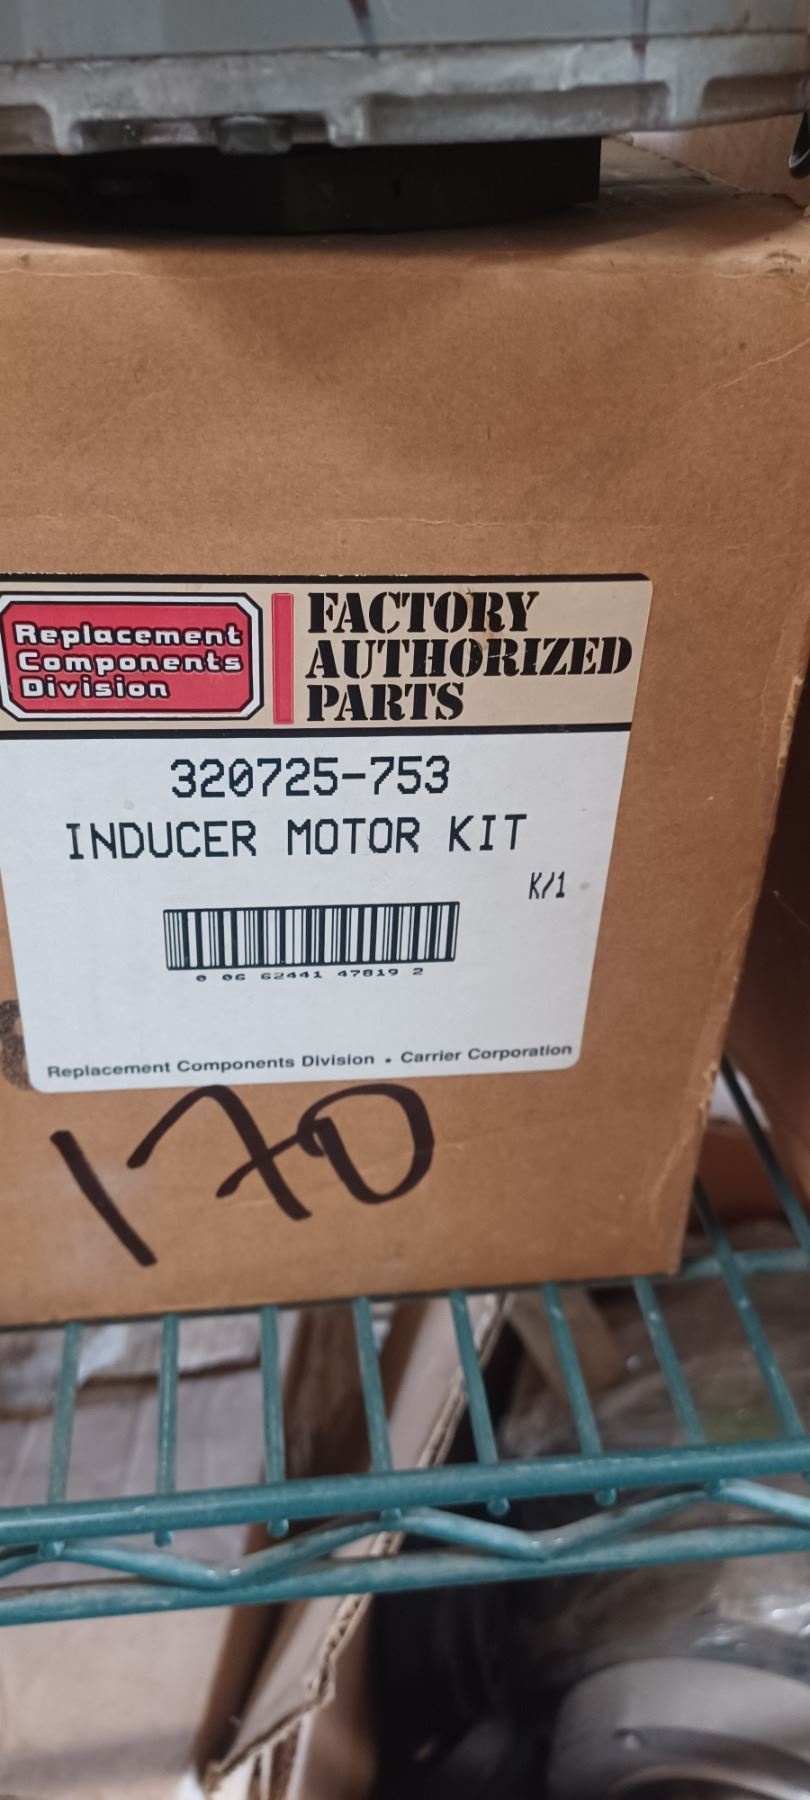 Replacement
Components
Division
FACTORY
AUTHORIZED
PARTS
320725-753
INDUCER MOTOR KIT
K/1
0 06 62441 47819 2
Replacement Components Division • Carrier Corporation
170